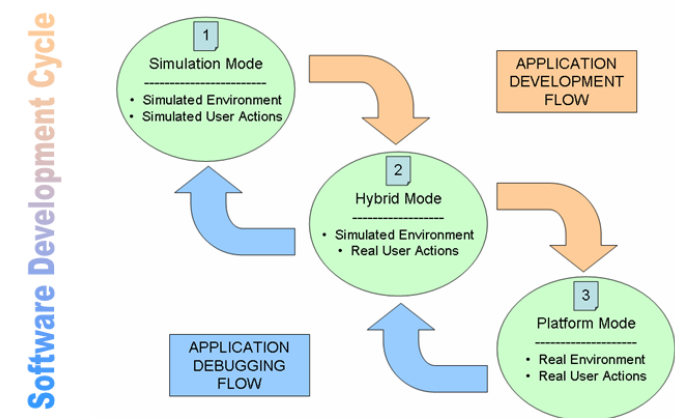 Software Development Cycle
1
Simulation Mode
------------------------
• Simulated Environment
• Simulated User Actions
APPLICATION
DEVELOPMENT
FLOW
2
Hybrid Mode
------------------
• Simulated Environment
• Real User Actions
3
Platform Mode
--------------------
• Real Environment
• Real User Actions
APPLICATION
DEBUGGING
FLOW